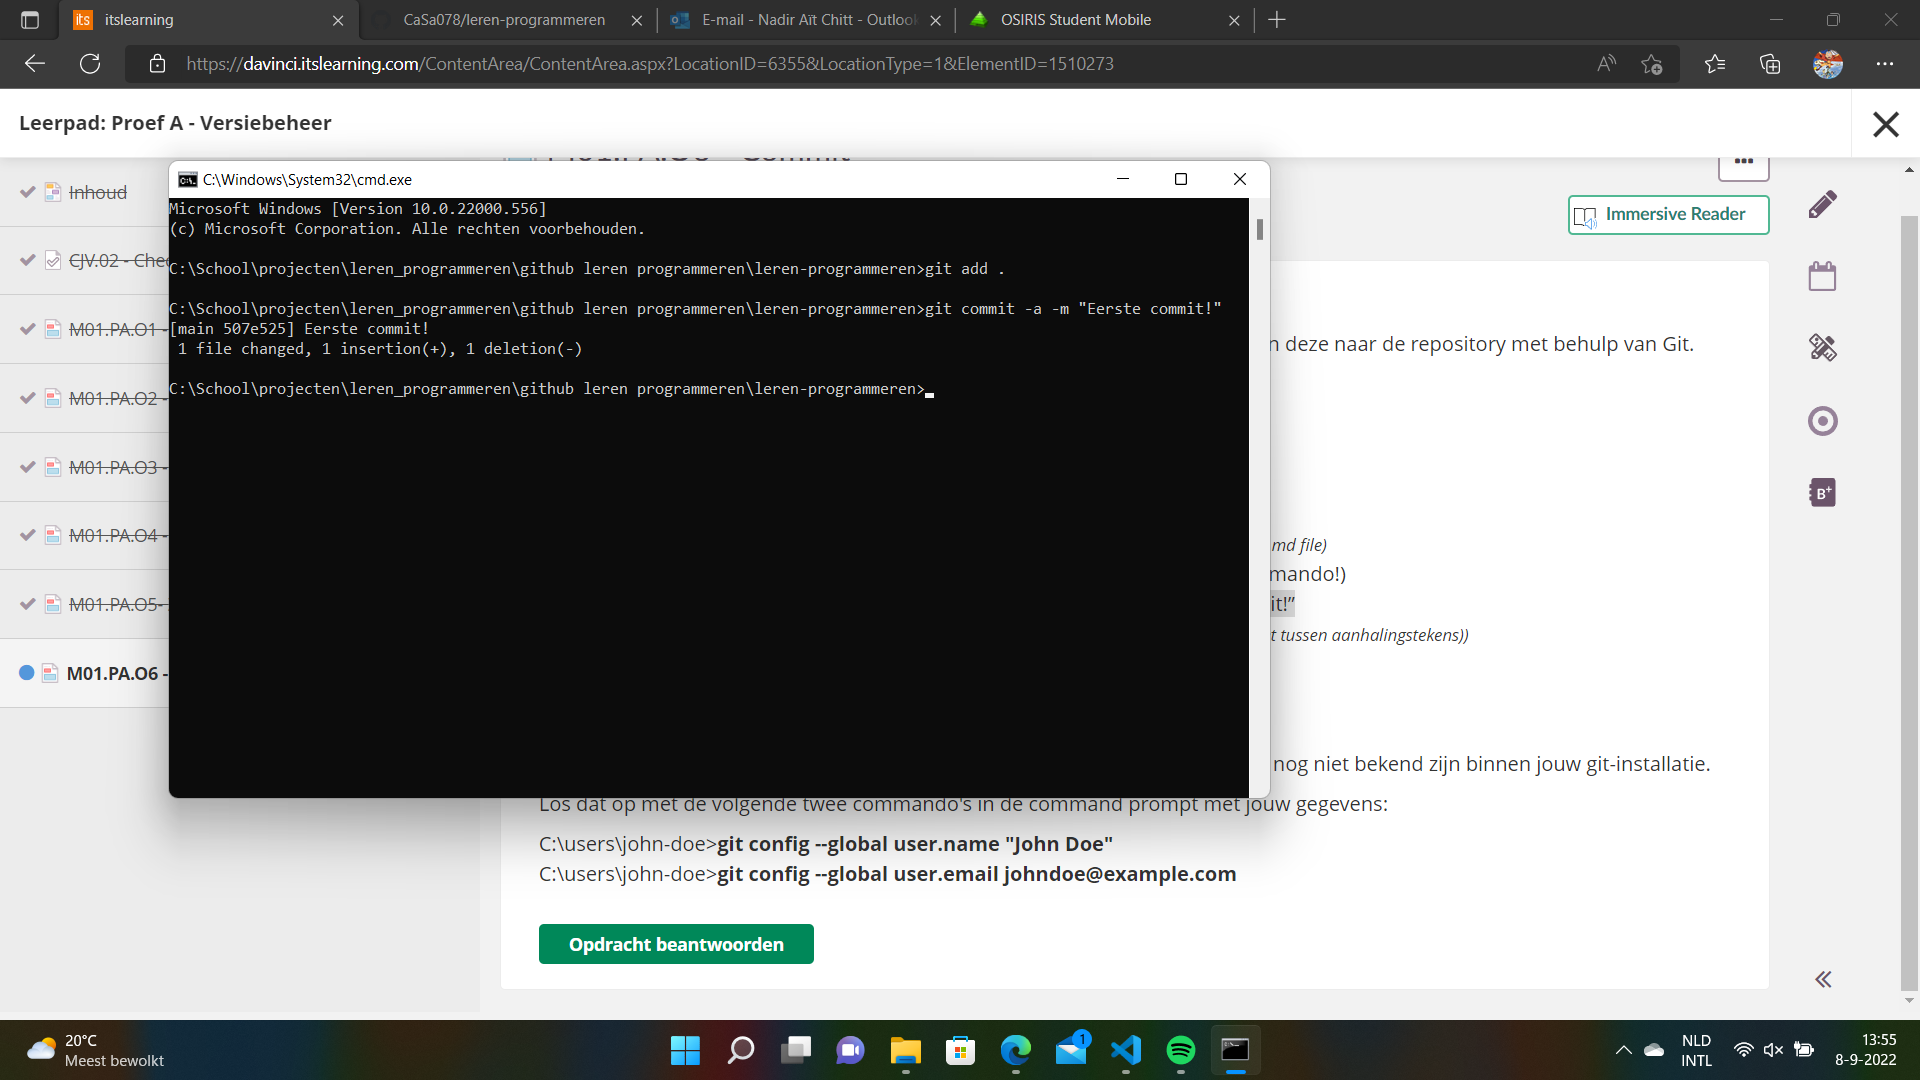 itslearning
CaSa078/leren-programmeren
E-mail - Nadir Aït Chitt - Outlook
OSIRIS Student Mobile
https://davinci.itslearning.com/ContentArea/ContentArea.aspx?LocationID=6355&LocationType=1&ElementID=1510273
Leerpad: Proef A - Versiebeheer
Immersive Reader
Inhoud
CJV.02 - Chec
M01.PA.O1 -
M01.PA.O2 -
M01.PA.O3 -
M01.PA.O4 -
M01.PA.O5-
M01.PA.O6 -
C:\Windows\System32\cmd.exe
Microsoft Windows [Version 10.0.22000.556]
(c) Microsoft Corporation. Alle rechten voorbehouden.
C:\School\projecten\leren_programmeren\github leren programmeren\leren-programmeren>git add .
C:\School\projecten\leren_programmeren\github leren programmeren\leren-programmeren>git commit -a -m "Eerste commit!"
[main 507e525] Eerste commit!
1 file changed, 1 insertion(+), 1 deletion(-)
C:\School\projecten\leren_programmeren\github leren programmeren\leren-programmeren>
n deze naar de repository met behulp van Git.
md file)
mando!)
it!”
t tussen aanhalingstekens))
nog niet bekend zijn binnen jouw git-installatie.
Los dat op met de volgende twee commando's in de command prompt met jouw gegevens:
C:\users\john-doe>git config --global user.name "John Doe"
C:\users\john-doe>git config --global user.email johndoe@example.com
Opdracht beantwoorden
20°C
Meest bewolkt
1
NLD
INTL
13:55
8-9-2022